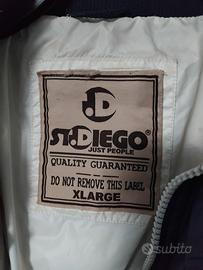 D
ST.DIEGO®
JUST PEOPLE
QUALITY GUARANTEED
DO NOT REMOVE THIS LABEL
XLARGE
subito